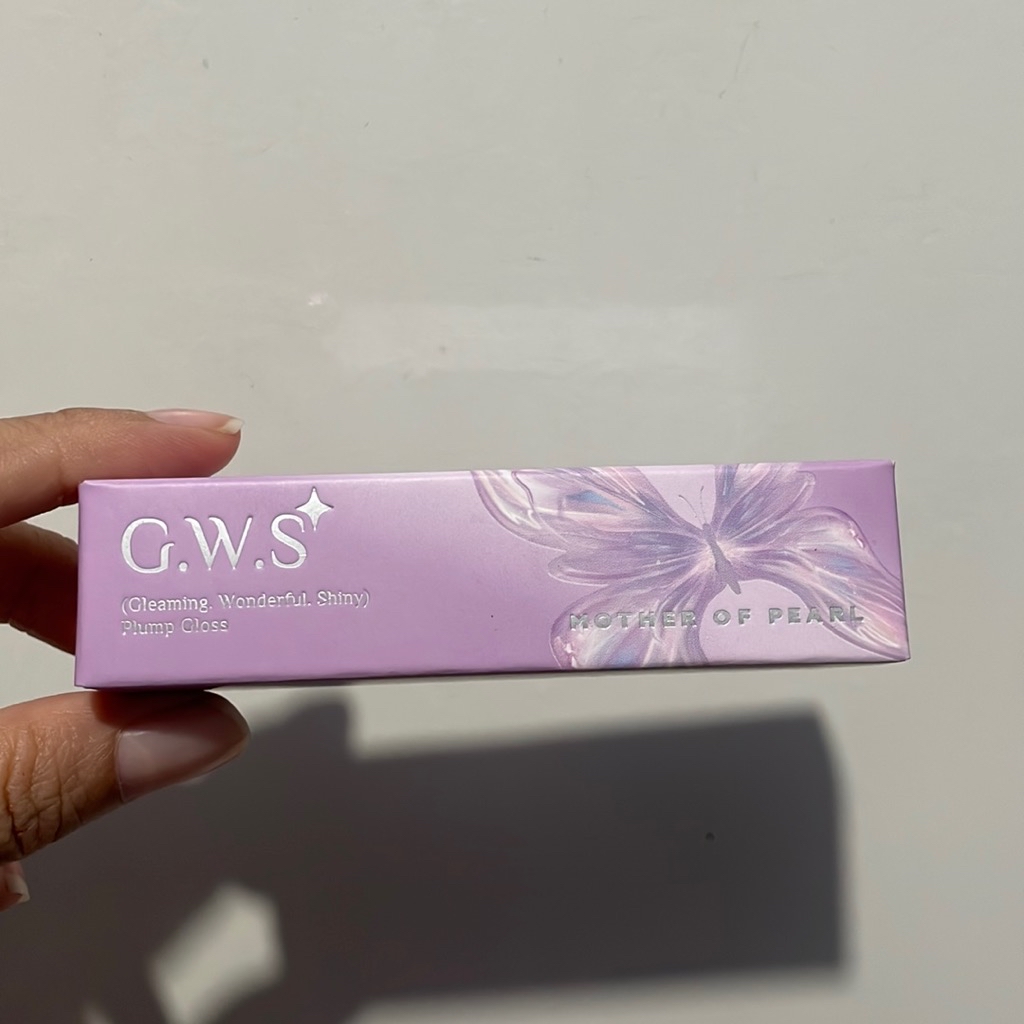 G.W.S
(Gleaming. Wonderful. Shiny)
Plump Gloss
MOTHER OF PEARL